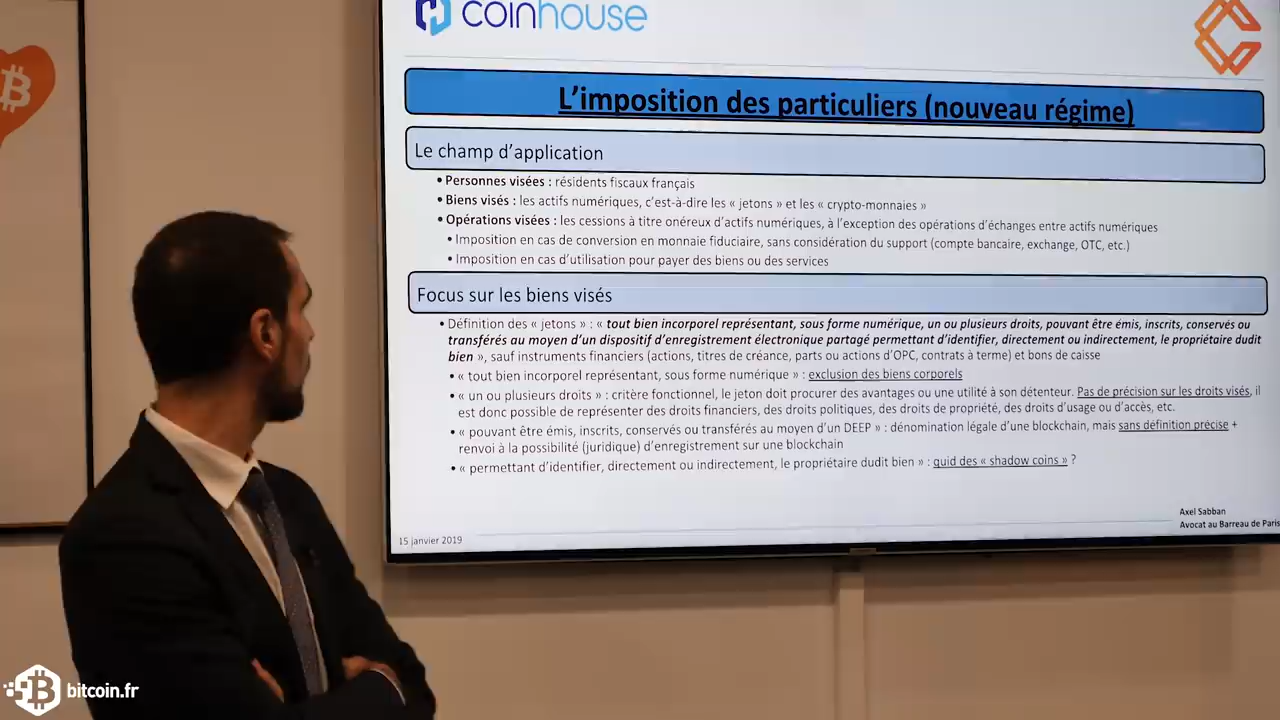 coinhouse
L'imposition des particuliers (nouveau régime)
Le champ d'application
• Personnes visées : résidents fiscaux français
• Biens visés : les actifs numériques, c'est-à-dire les « jetons » et les « crypto-monnaies »
• Opérations visées : les cessions à titre onéreux d'actifs numériques, à l'exception des opérations d'échanges entre actifs numériques
• Imposition en cas de conversion en monnaie fiduciaire, sans considération du support (compte bancaire, exchange, OTC, etc.)
• Imposition en cas d'utilisation pour payer des biens ou des services
Focus sur les biens visés
• Définition des « jetons » : « tout bien incorporel représentant, sous forme numérique, un ou plusieurs droits, pouvant être émis, inscrits, conservés ou
transférés au moyen d'un dispositif d'enregistrement électronique partagé permettant d'identifier, directement ou indirectement, le propriétaire dudit
bien », sauf instruments financiers (actions, titres de créance, parts ou actions d'OPC, contrats à terme) et bons de caisse
• « tout bien incorporel représentant, sous forme numérique » : exclusion des biens corporels
• « un ou plusieurs droits » : critère fonctionnel, le jeton doit procurer des avantages ou une utilité à son détenteur. Pas de précision sur les droits visés, il
est donc possible de représenter des droits financiers, des droits politiques, des droits de propriété, des droits d'usage ou d'accès, etc.
• « pouvant être émis, inscrits, conservés ou transférés au moyen d'un DEEP » : dénomination légale d'une blockchain, mais sans définition précise +
renvoi à la possibilité (juridique) d'enregistrement sur une blockchain
• « permettant d'identifier, directement ou indirectement, le propriétaire dudit bien » : quid des « shadow coins » ?
Axel Sabban
Avocat au Barreau de Paris
15 janvier 2019
bitcoin.fr